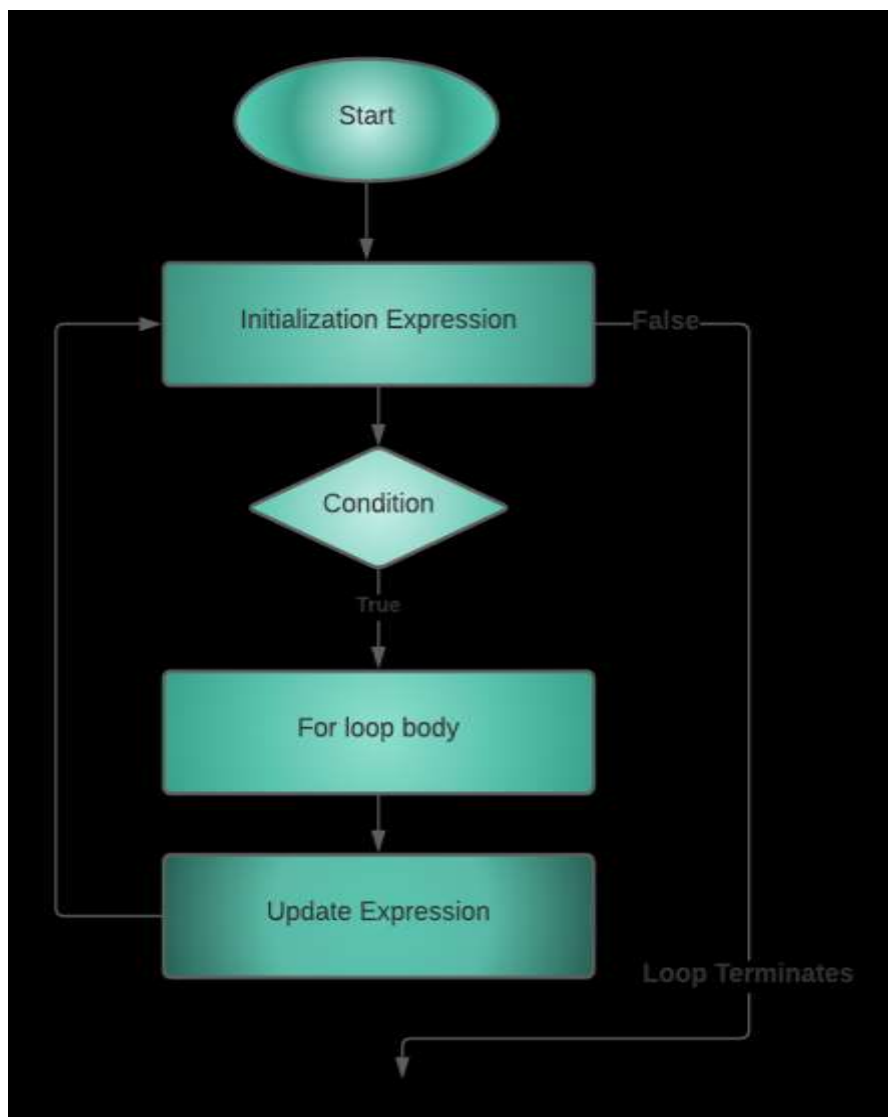 Start
Initialization Expression
False
Condition
True
For loop body
Update Expression
Loop Terminates